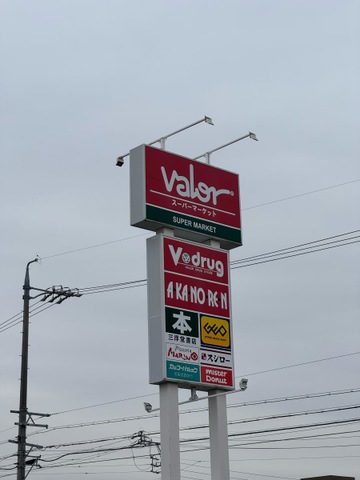 Valor
スーパーマーケット
SUPER MARKET
V·drug
AKANOREN
本
三洋堂書店
GEO
MARINO
スシロー
mister
Donut